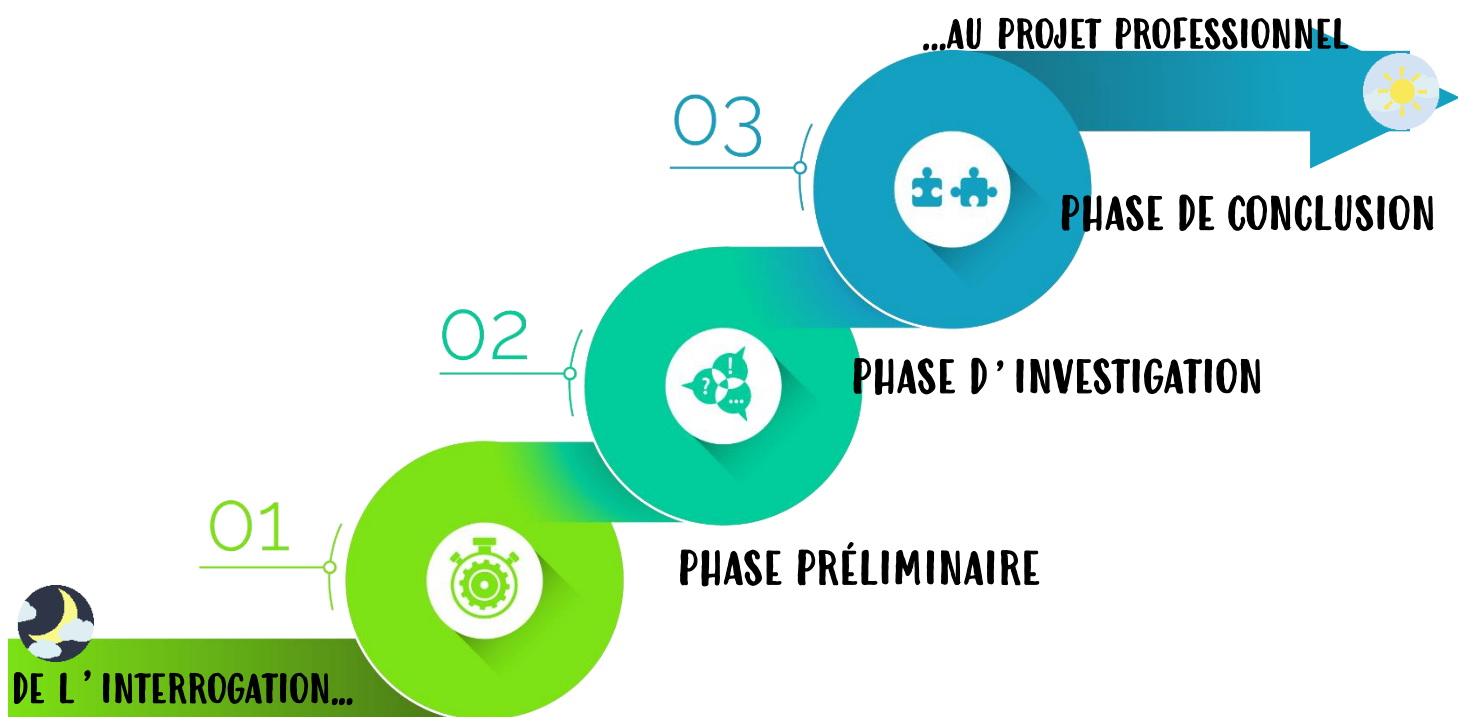 ...AU PROJET PROFESSIONNEL
03
PHASE DE CONCLUSION
02
PHASE D'INVESTIGATION
01
PHASE PRÉLIMINAIRE
DE L'INTERROGATION...